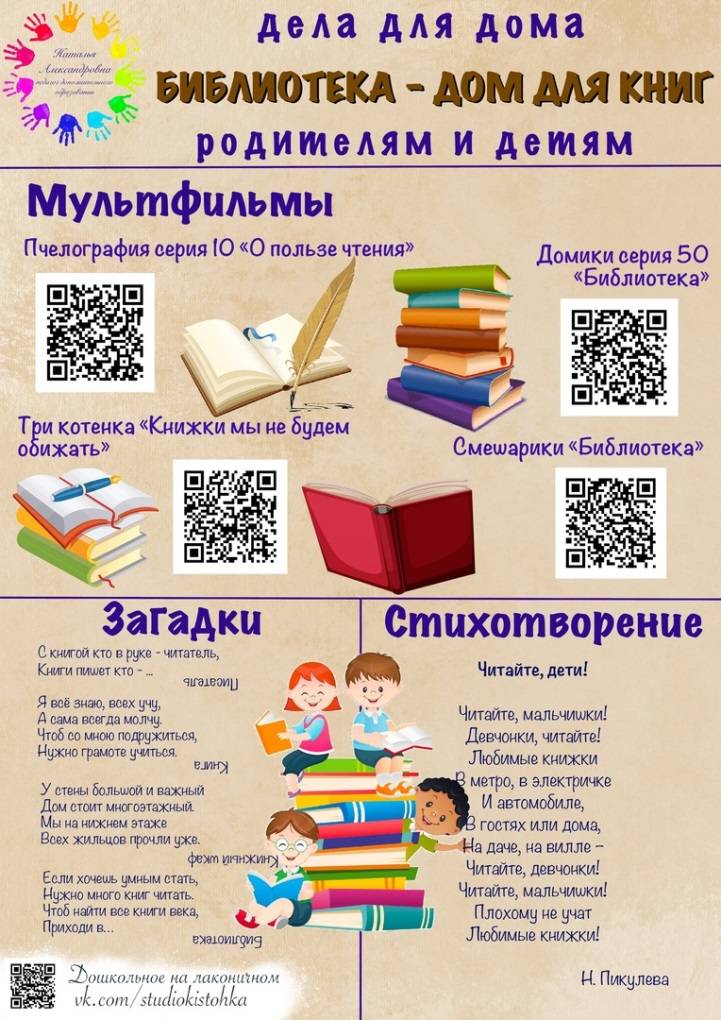 Наталья
Александровна
педагог дополнительного
образования
дела для дома
БИБЛИОТЕКА - ДОМ ДЛЯ КНИГ
родителям и детям
Мультфильмы
Пчелография серия 10 «О пользе чтения»
Домики серия 50
«Библиотека»
Три котенка «Книжки мы не будем
обижать»
Смешарики «Библиотека»
Загадки
С книгой кто в руке - читатель,
Книги пишет кто - ...
Писатель
Я всё знаю, всех учу,
А сама всегда молчу.
Чтоб со мною подружиться,
Нужно грамоте учиться.
Книга
У стены большой и важный
Дом стоит многоэтажный.
Мы на нижнем этаже
Всех жильцов прочли уже.
Книжный шкаф
Если хочешь умным стать,
Нужно много книг читать.
Чтоб найти все книги века,
Приходи в...
Библиотека
Стихотворение
Читайте, дети!
Читайте, мальчишки!
Девчонки, читайте!
Любимые книжки
В метро, в электричке
И автомобиле,
В гостях или дома,
На даче, на вилле –
Читайте, девчонки!
Читайте, мальчишки!
Плохому не учат
Любимые книжки!
Н. Пикулева
Дошкольное на лаконичном
vk.com/studiokistohka